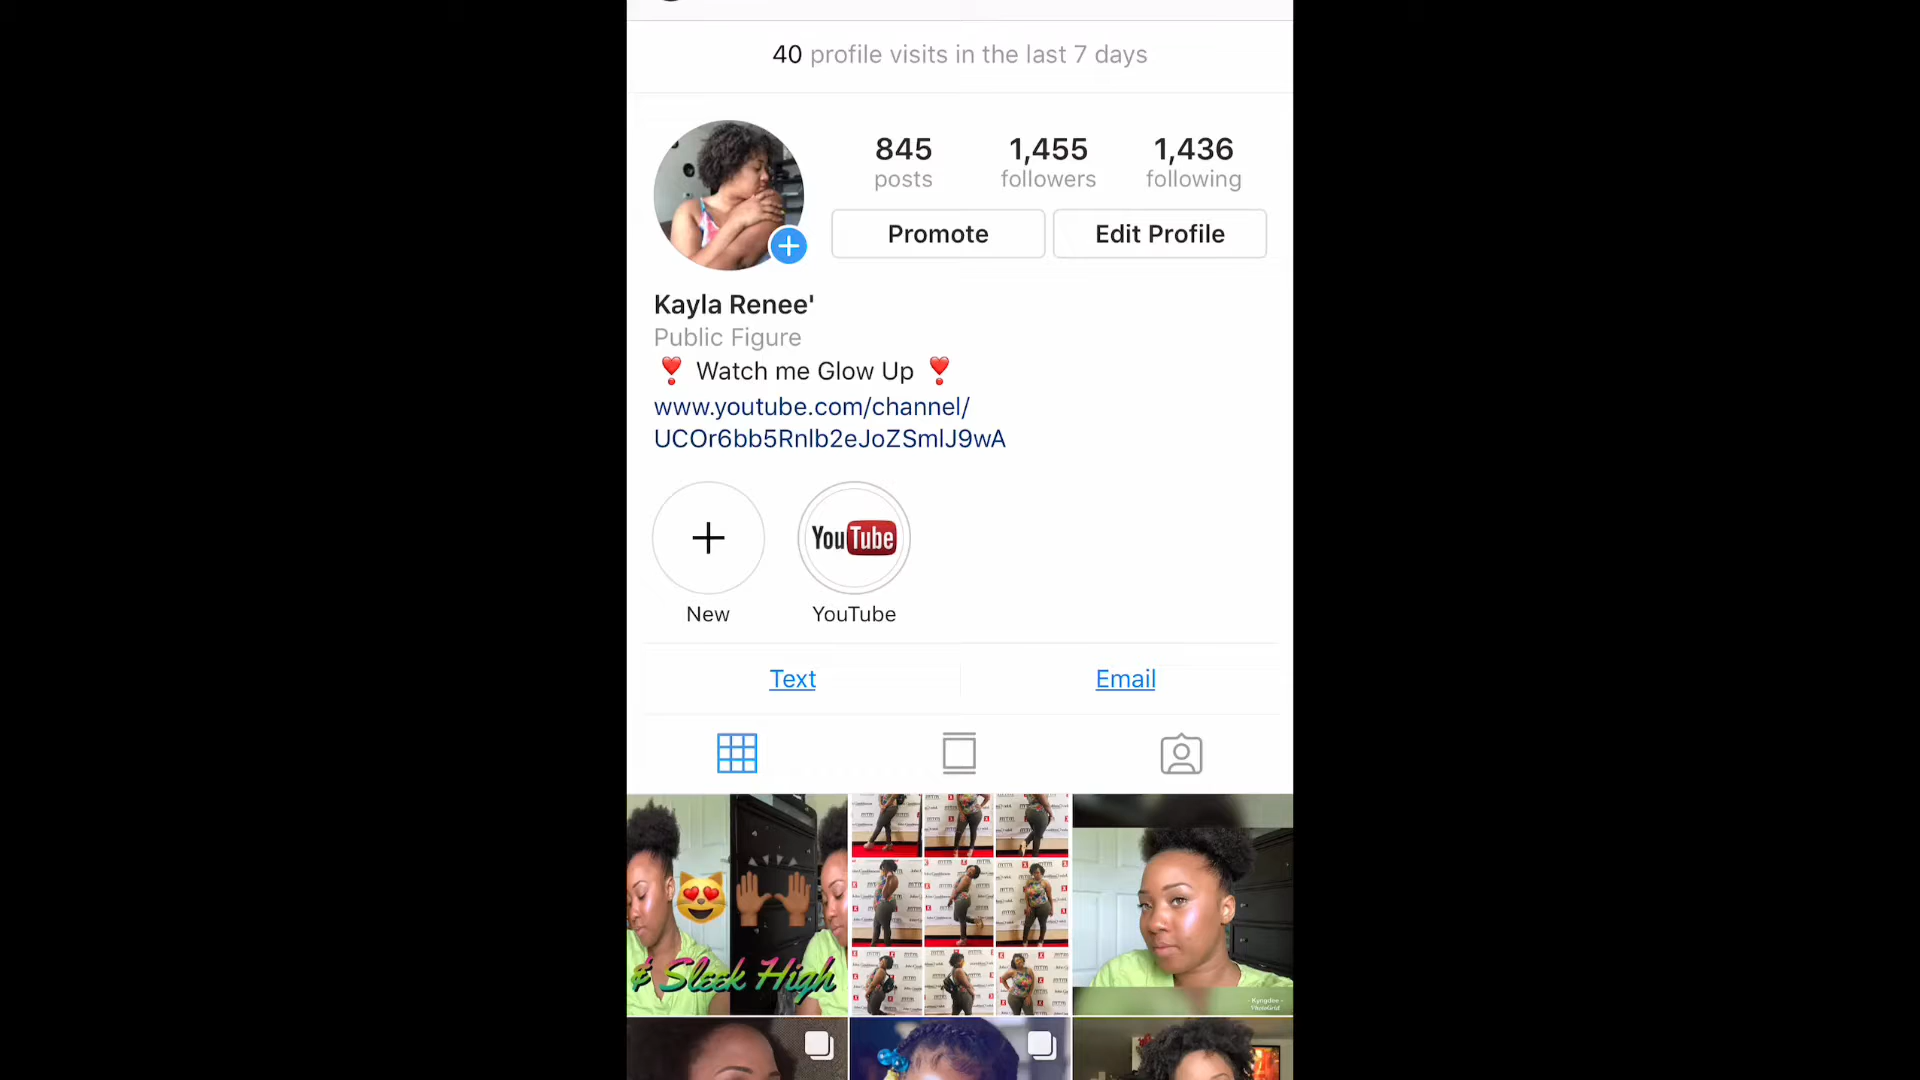 40 profile visits in the last 7 days
845 1,455 1,436
posts followers following
Promote Edit Profile
Kayla Renee'
Public Figure
❣️ Watch me Glow Up ❣️
www.youtube.com/channel/
UCOr6bb5Rnlb2eJoZSmlJ9wA
YouTube
New YouTube
Text Email
& Sleek High
- Kyngdee -
PhotoGrid